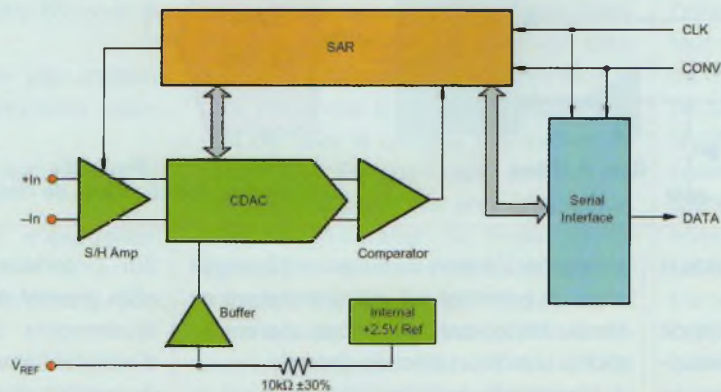 SAR
CLK
CONV
+In
–In
CDAC
S/H Amp
Comparator
Serial
Interface
DATA
Buffer
Internal
+2.5V Ref
VREF
10kΩ ±30%